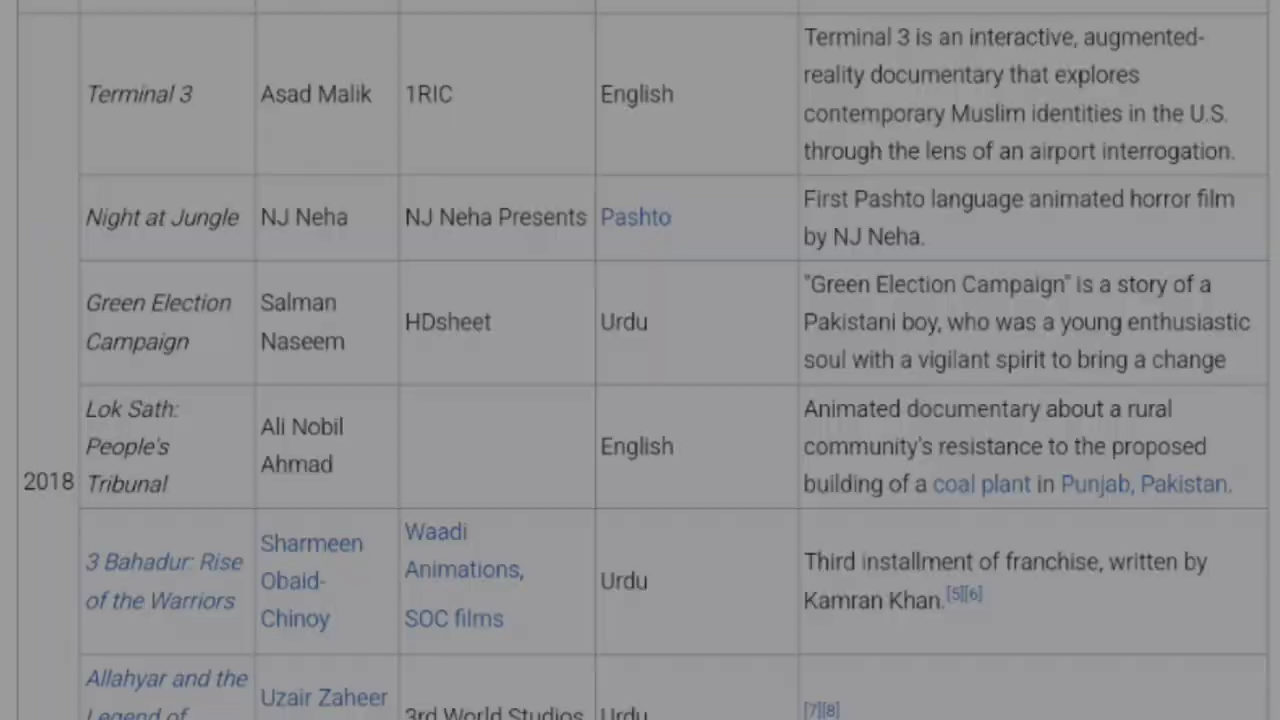 Terminal 3 is an interactive, augmented-
reality documentary that explores
Terminal 3 Asad Malik 1RIC English
contemporary Muslim identities in the U.S.
through the lens of an airport interrogation.
First Pashto language animated horror film
Night at Jungle NJ Neha NJ Neha Presents Pashto
by NJ Neha.
"Green Election Campaign" is a story of a
Green Election Salman
HDsheet Urdu Pakistani boy, who was a young enthusiastic
Campaign Naseem
soul with a vigilant spirit to bring a change
Lok Sath: Animated documentary about a rural
Ali Nobil
People's English community's resistance to the proposed
Ahmad
2018 Tribunal building of a coal plant in Punjab, Pakistan.
Waadi
Sharmeen
3 Bahadur: Rise Animations, Third installment of franchise, written by
Obaid- Urdu
of the Warriors Kamran Khan.[5][6]
Chinoy SOC films
Allahyar and the
Uzair Zaheer
Legend of 3rd World Studios Urdu [7][8]